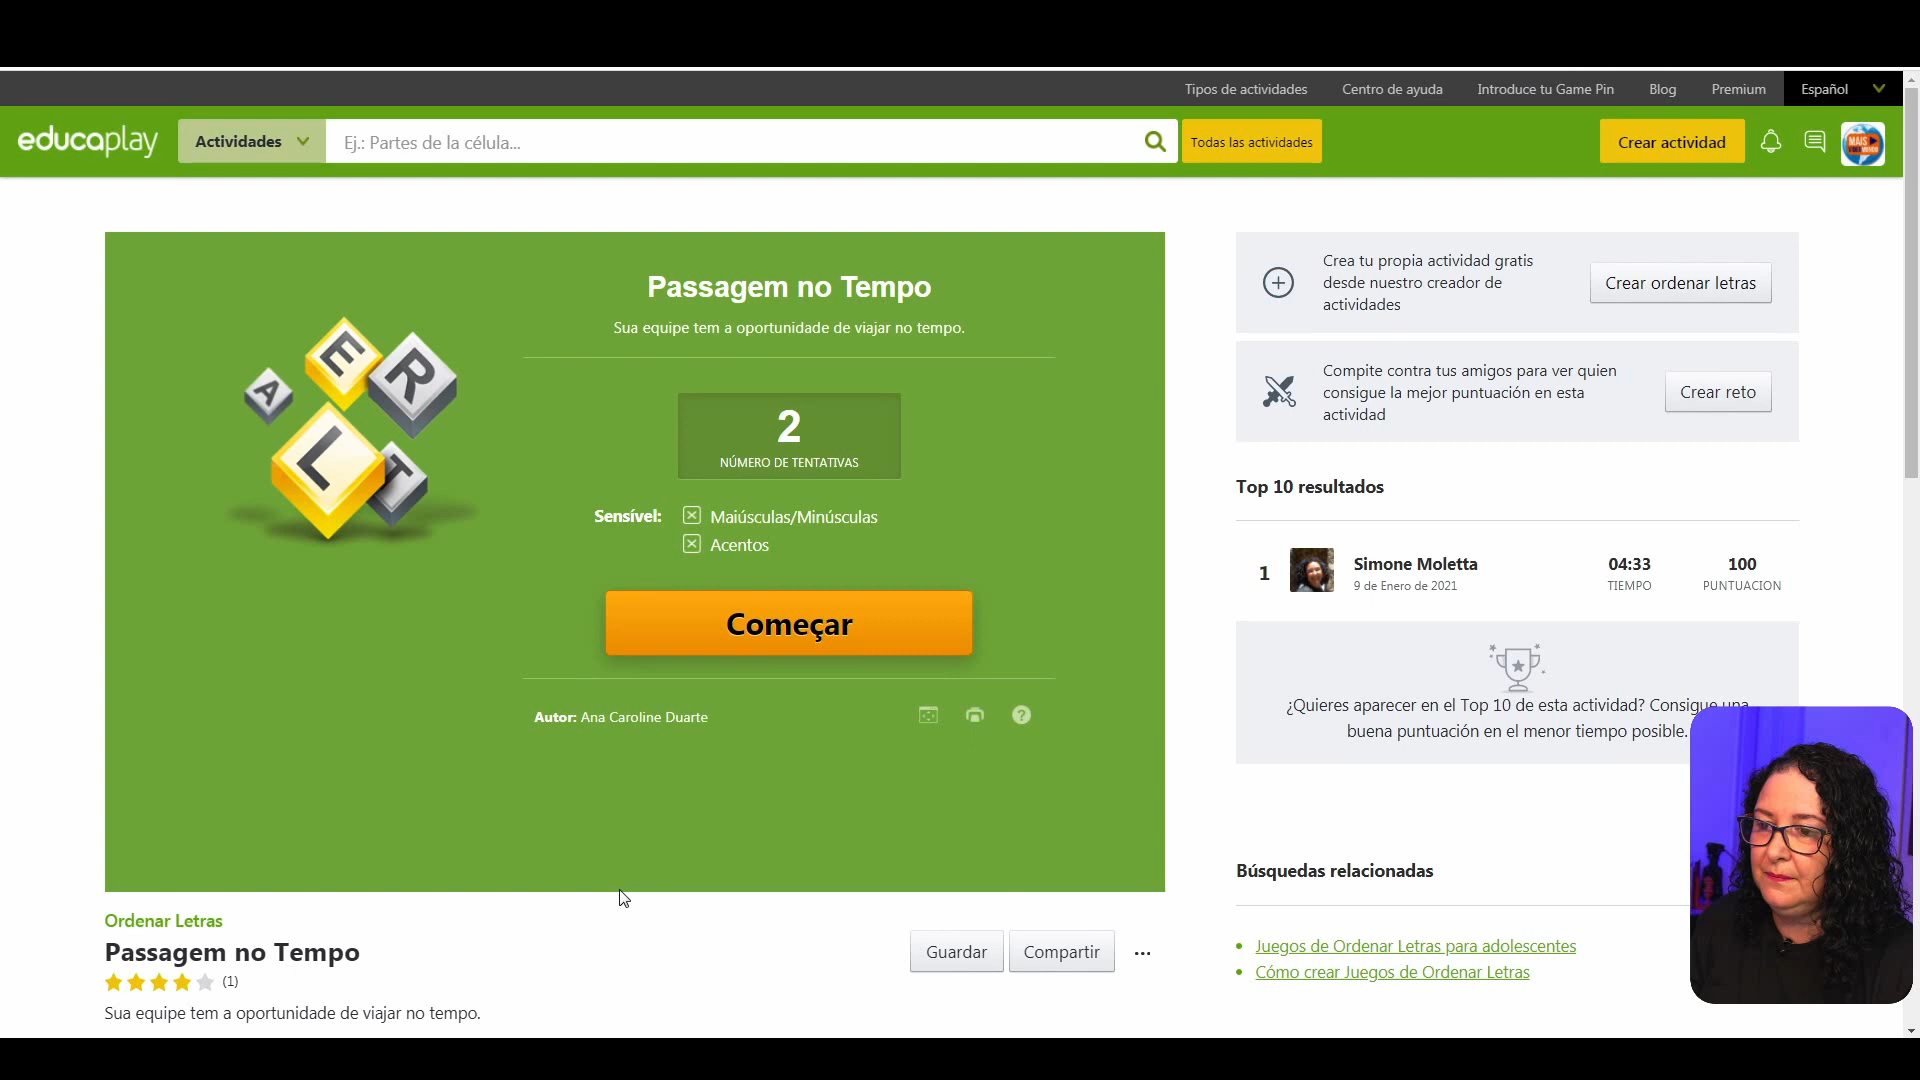 Tipos de actividades Centro de ayuda Introduce tu Game Pin Blog Premium Español
educaplay Actividades Ej.: Partes de la célula... Todas las actividades Crear actividad
MAIS
Passagem no Tempo
Sua equipe tem a oportunidade de viajar no tempo.
A E R L T
2
NÚMERO DE TENTATIVAS
Sensível: Maiúsculas/Minúsculas
Acentos
Começar
Autor: Ana Caroline Duarte
?
Ordenar Letras
Passagem no Tempo
(1)
Sua equipe tem a oportunidade de viajar no tempo.
Guardar Compartir ...
Crea tu propia actividad gratis
desde nuestro creador de
actividades
Crear ordenar letras
Compite contra tus amigos para ver quien
consigue la mejor puntuación en esta
actividad
Crear reto
Top 10 resultados
1 Simone Moletta 04:33 100
9 de Enero de 2021 TIEMPO PUNTUACION
¿Quieres aparecer en el Top 10 de esta actividad? Consigue una
buena puntuación en el menor tiempo posible.
Búsquedas relacionadas
Juegos de Ordenar Letras para adolescentes
Cómo crear Juegos de Ordenar Letras